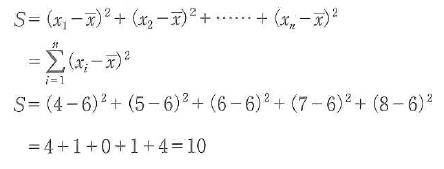 S = (x₁ − x̄)² + (x₂ − x̄)² + ⋯⋯ + (xₙ − x̄)²
= ∑ⁿᵢ₌₁ (xᵢ − x̄)²
S = (4 − 6)² + (5 − 6)² + (6 − 6)² + (7 − 6)² + (8 − 6)²
= 4 + 1 + 0 + 1 + 4 = 10